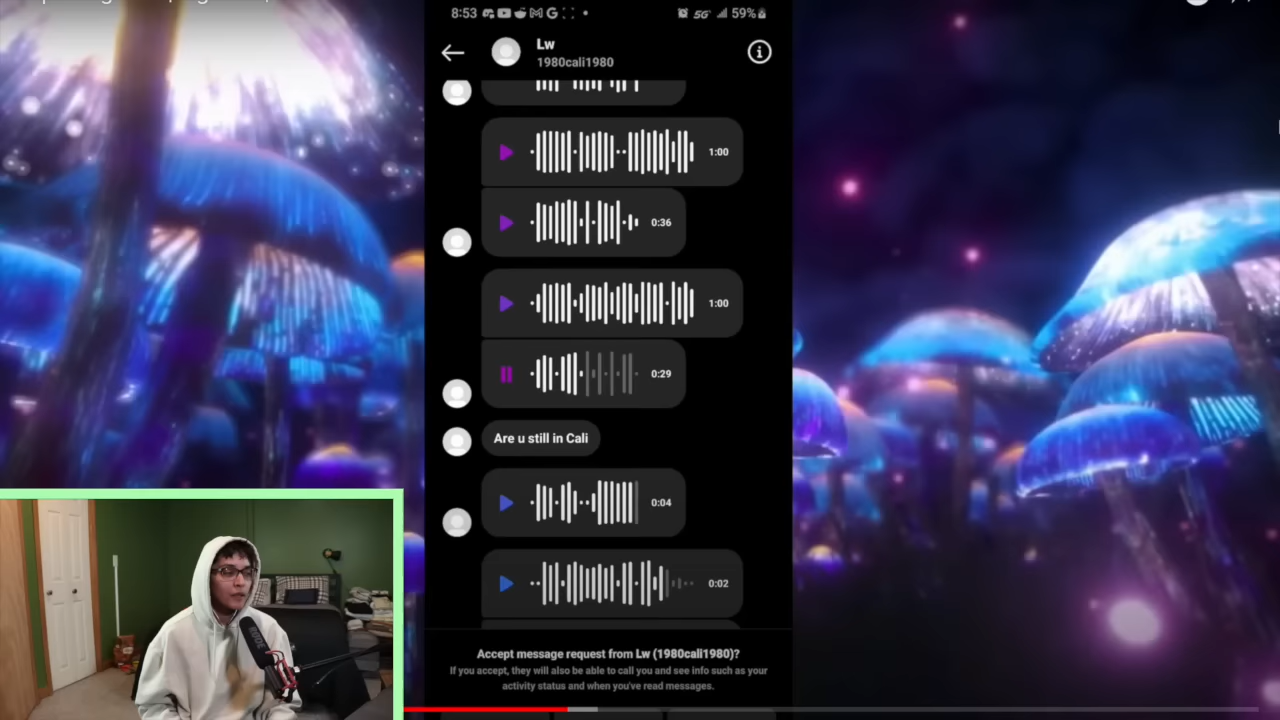 8:53
5G
59%
Lw
1980cali1980
1:00
0:36
1:00
0:29
Are u still in Cali
0:04
0:02
Accept message request from Lw (1980cali1980)?
If you accept, they will also be able to call you and see info such as your
activity status and when you've read messages.